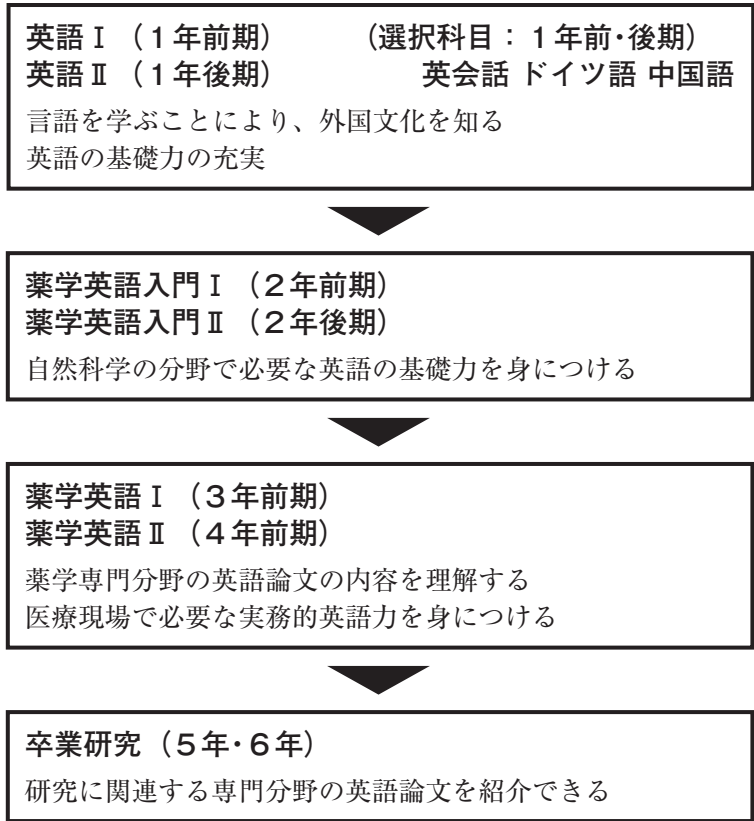 英語Ⅰ（１年前期）　　（選択科目：１年前・後期）
英語Ⅱ（１年後期）　　　英会話 ドイツ語 中国語
言語を学ぶことにより、外国文化を知る
英語の基礎力の充実
薬学英語入門Ⅰ（２年前期）
薬学英語入門Ⅱ（２年後期）
自然科学の分野で必要な英語の基礎力を身につける
薬学英語Ⅰ（３年前期）
薬学英語Ⅱ（４年前期）
薬学専門分野の英語論文の内容を理解する
医療現場で必要な実務的英語力を身につける
卒業研究（５年・６年）
研究に関連する専門分野の英語論文を紹介できる